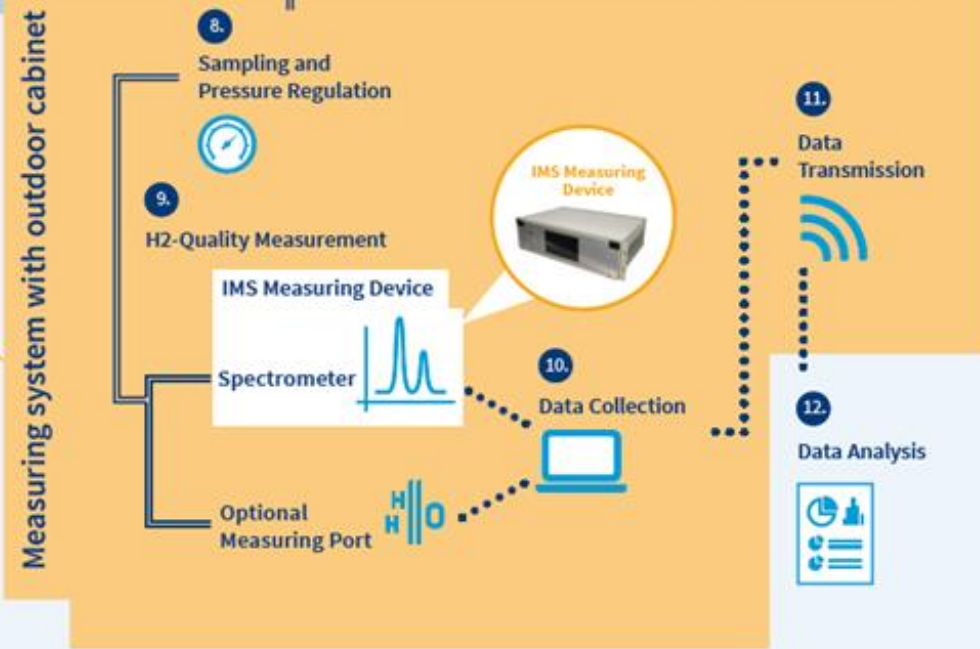 Measuring system with outdoor cabinet
8.
Sampling and
Pressure Regulation
9.
H2-Quality Measurement
IMS Measuring Device
Spectrometer
IMS Measuring
Device
Optional
Measuring Port
H
H
O
10.
Data Collection
11.
Data
Transmission
12.
Data Analysis